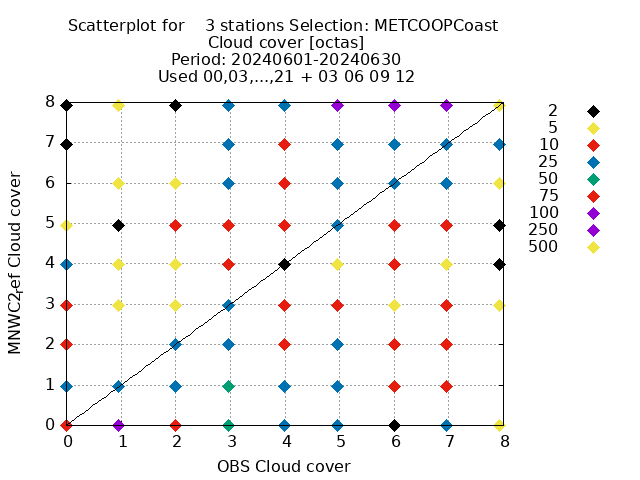 Scatterplot for    3 stations Selection: METCOOPCoast
Cloud cover [octas]
Period: 20240601-20240630
Used 00,03,...,21 + 03 06 09 12
8
7
6
5
4
3
2
1
0
MNWC2ref Cloud cover
0 1 2 3 4 5 6 7 8
OBS Cloud cover
2
5
10
25
50
75
100
250
500